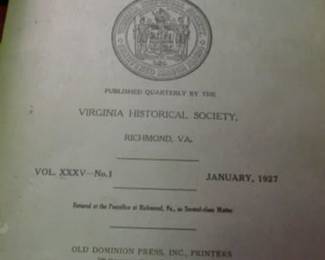 PUBLISHED QUARTERLY BY THE
VIRGINIA HISTORICAL SOCIETY,
RICHMOND, VA.
VOL. XXXV—No.1 JANUARY, 1927
Entered at the Postoffice at Richmond, Va., as Second-class Matter
OLD DOMINION PRESS, INC., PRINTERS